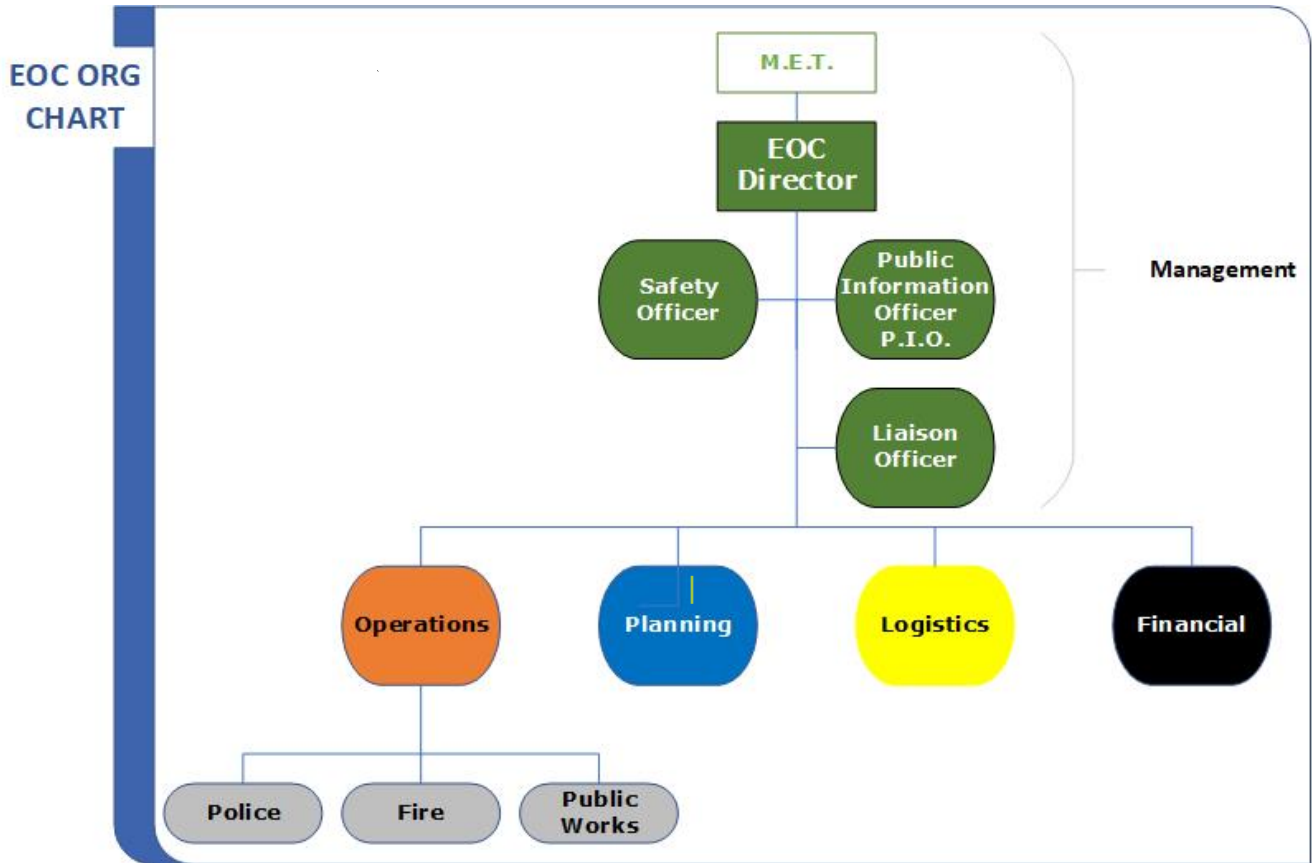 EOC ORG
CHART
M.E.T.
EOC
Director
Safety
Officer
Public
Information
Officer
P.I.O.
Management
Liaison
Officer
Operations
Planning
Logistics
Financial
Police
Fire
Public
Works